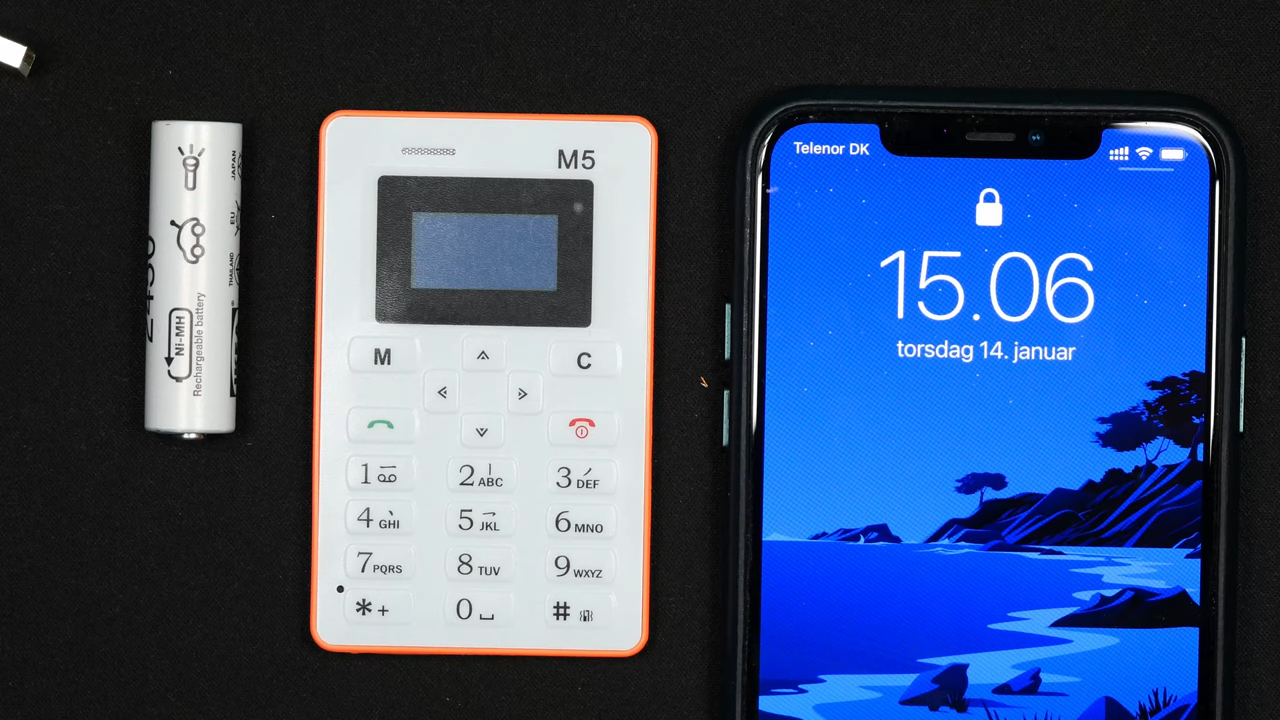 JAPAN
EU
THAILAND
Ni-MH
Rechargeable battery
M5
M
C
1
2 ABC
3 DEF
4 GHI
5 JKL
6 MNO
7 PQRS
8 TUV
9 WXYZ
*+
0
#
Telenor DK
15.06
torsdag 14. januar